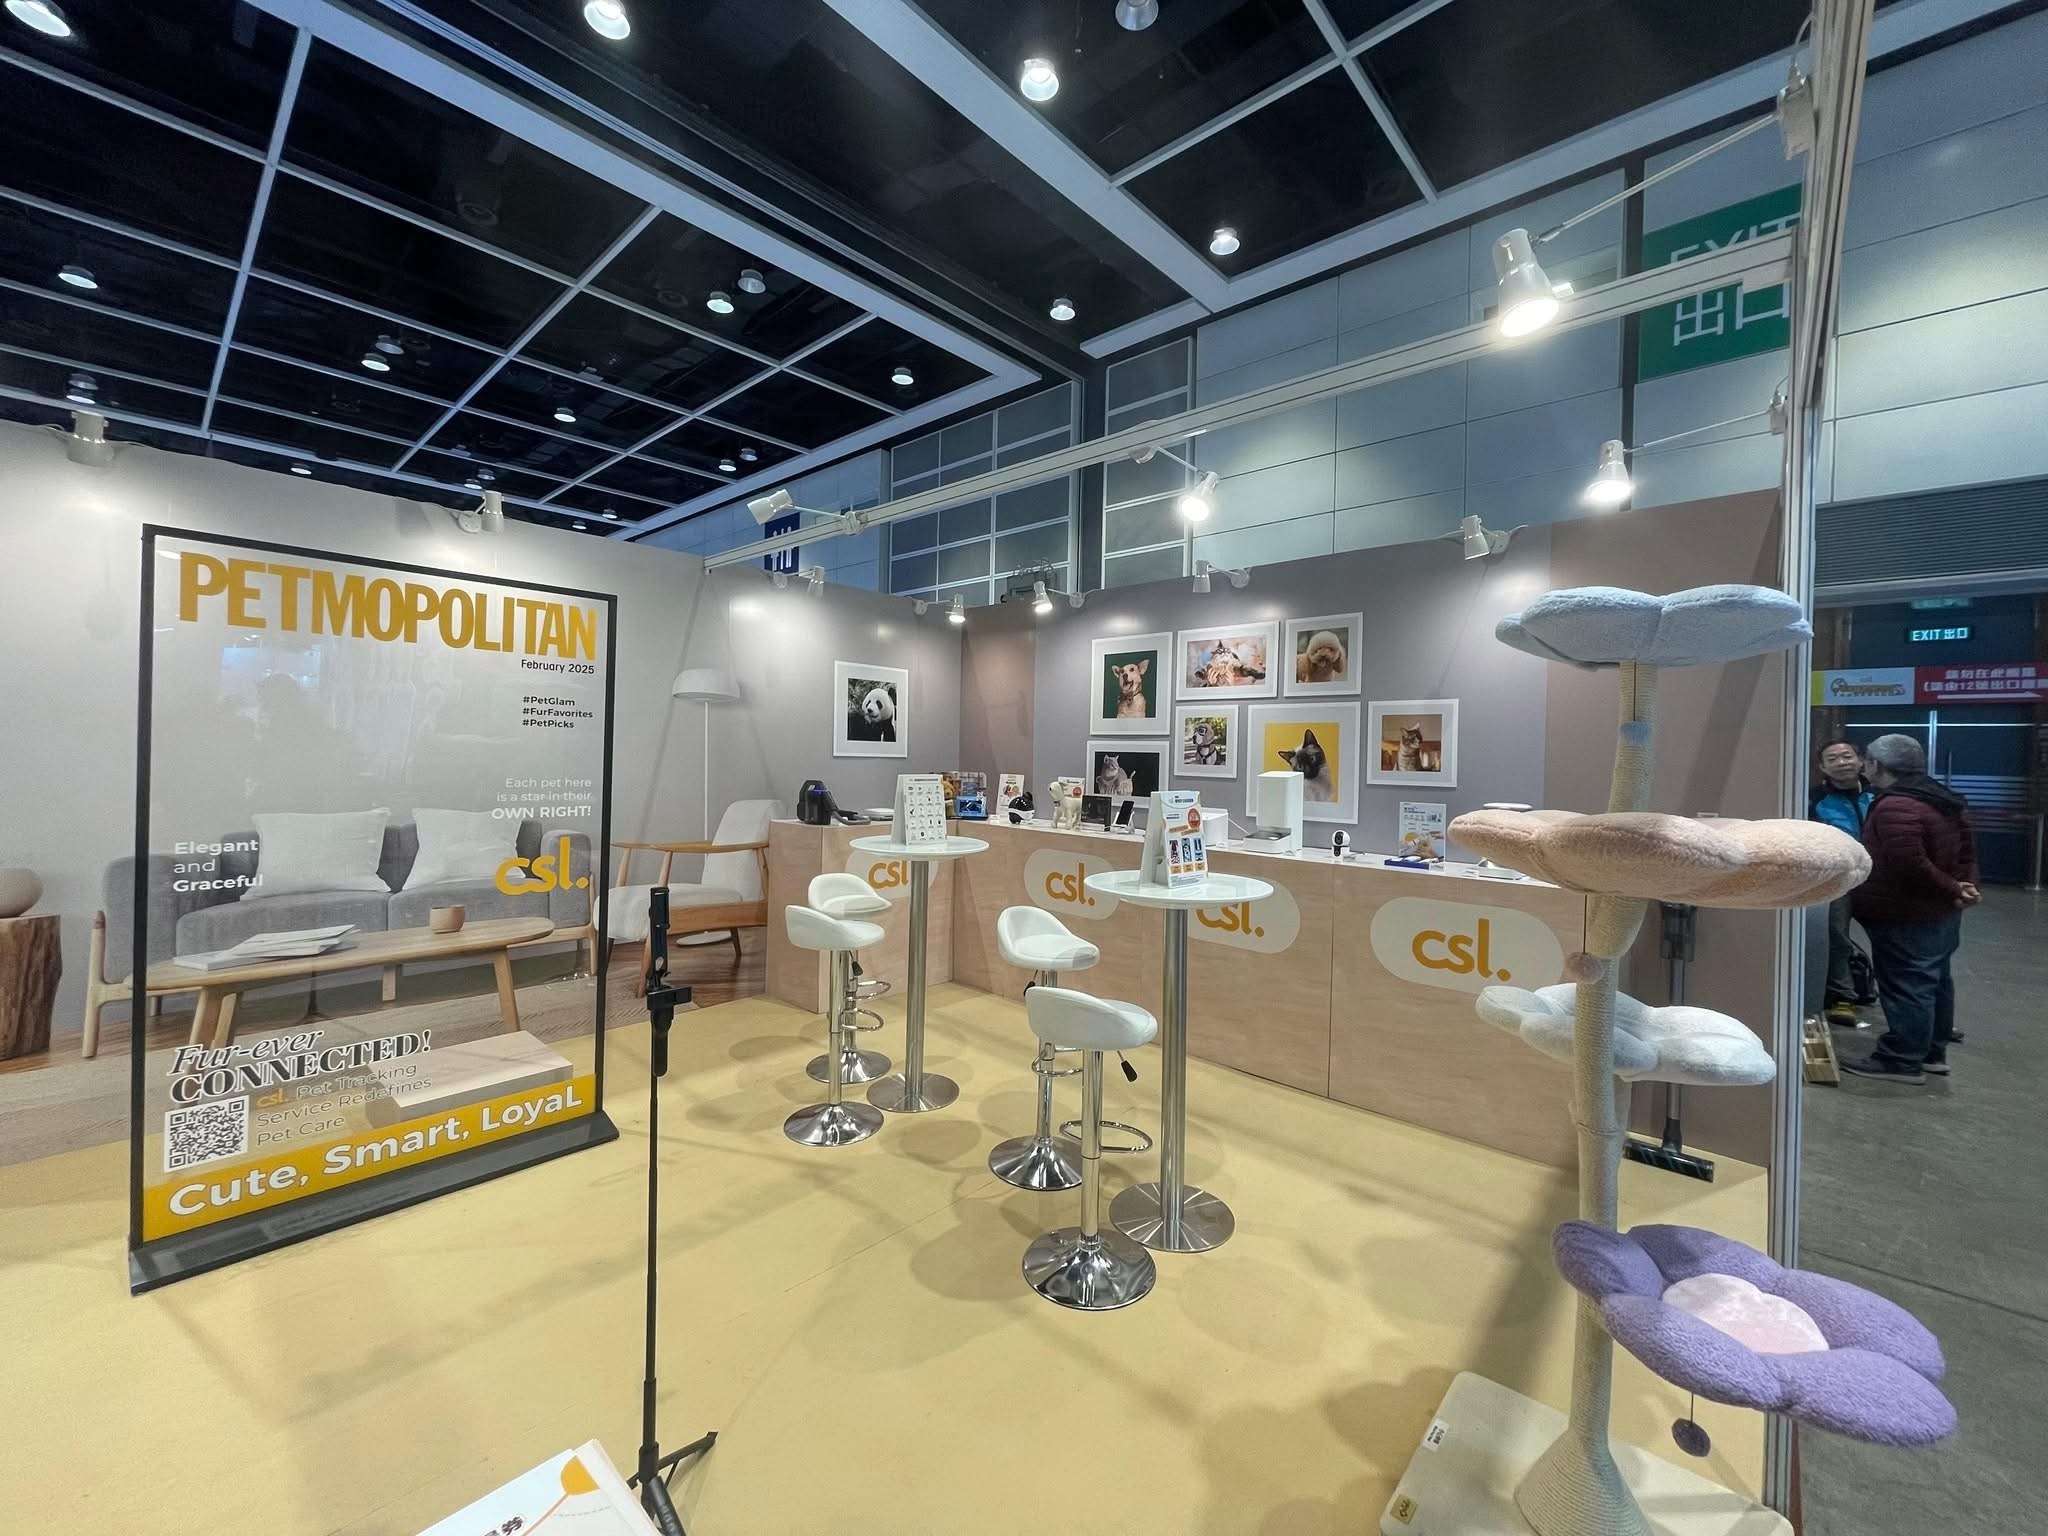 EXIT
出口
PETMOPOLITAN
February 2025
#PetGlam
#FurFavorites
#PetPicks
Each pet here
is a star in their
OWN RIGHT!
csl.
Elegant
and
Graceful
Fur-ever
CONNECTED!
csl. Pet Tracking
Service Redefines
Pet Care
Cute, Smart, LoyaL
csl.
csl.
csl.
csl.
EXIT 出口